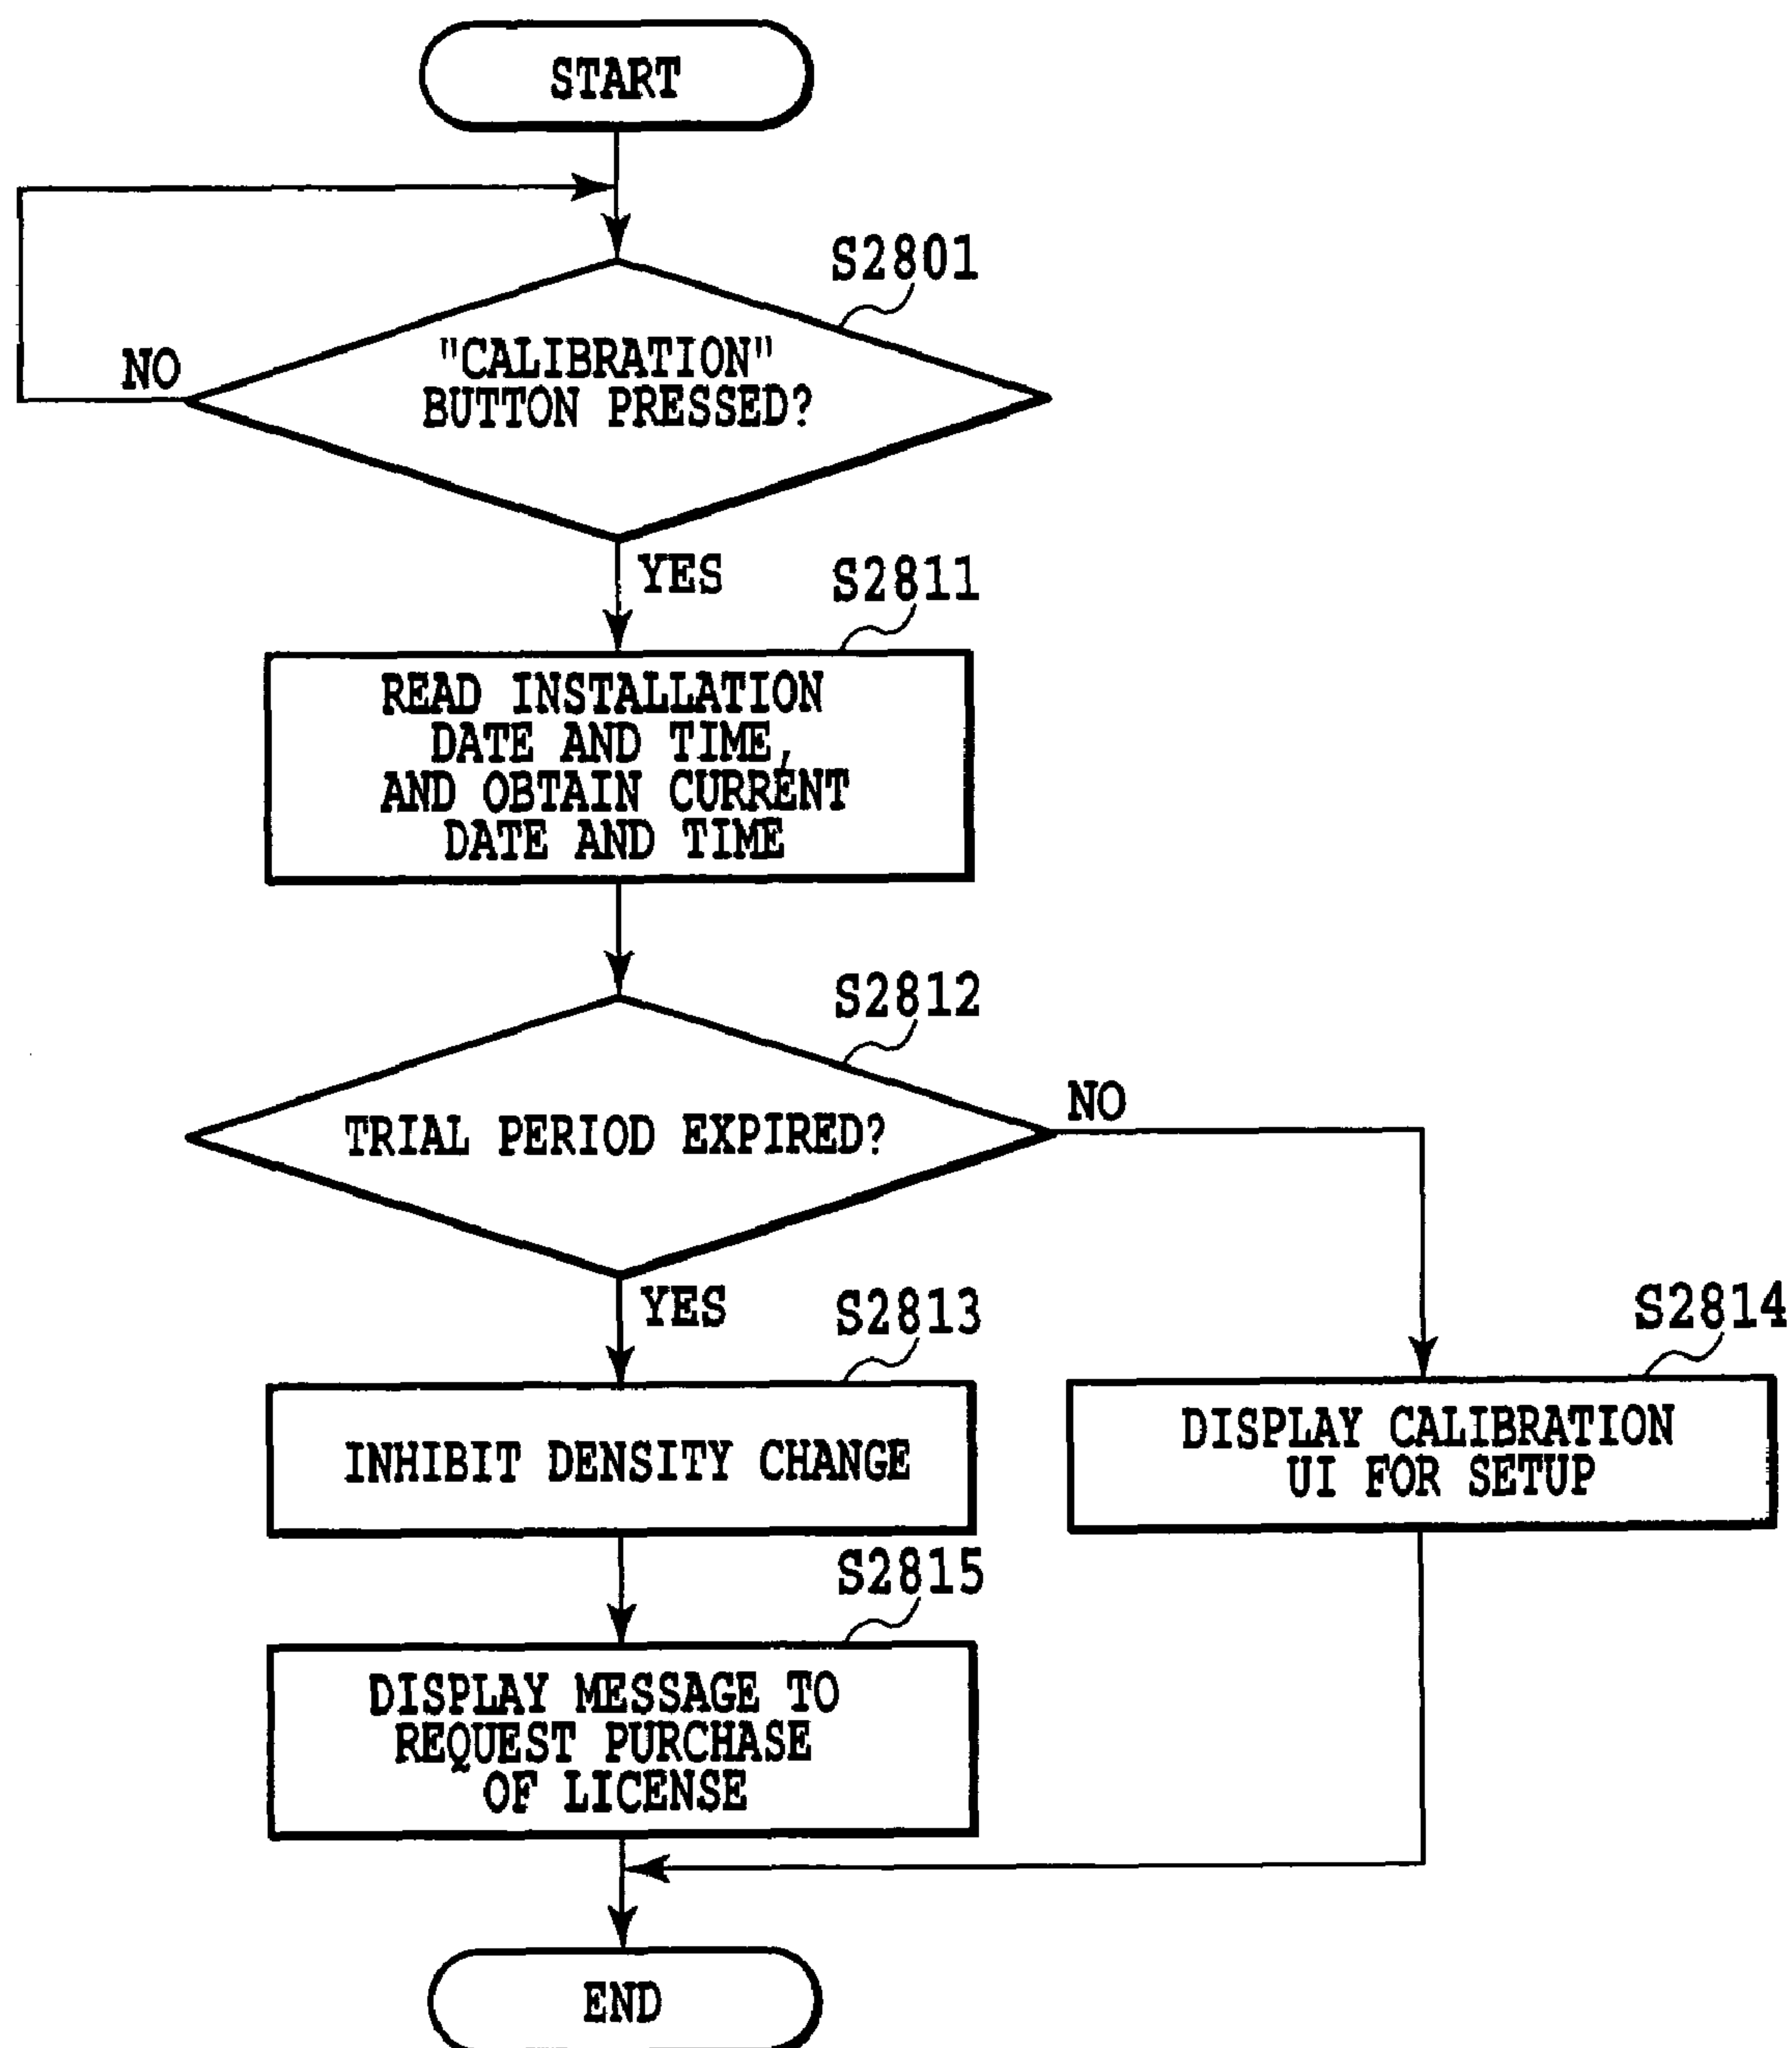 START
S2801
"CALIBRATION"
BUTTON PRESSED?
NO
YES
S2811
READ INSTALLATION
DATE AND TIME,
AND OBTAIN CURRENT
DATE AND TIME
S2812
TRIAL PERIOD EXPIRED?
NO
YES
S2813
INHIBIT DENSITY CHANGE
S2814
DISPLAY CALIBRATION
UI FOR SETUP
S2815
DISPLAY MESSAGE TO
REQUEST PURCHASE
OF LICENSE
END